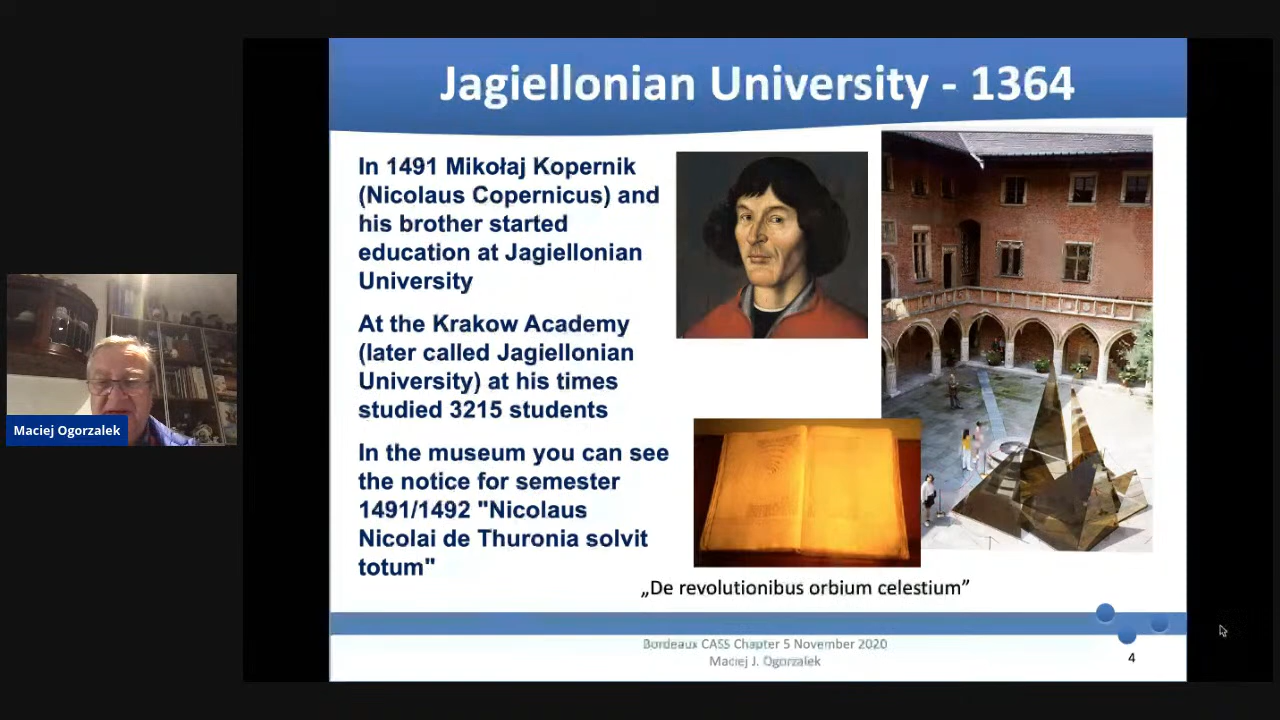 Jagiellonian University - 1364
In 1491 Mikołaj Kopernik
(Nicolaus Copernicus) and
his brother started
education at Jagiellonian
University
At the Krakow Academy
(later called Jagiellonian
University) at his times
studied 3215 students
In the museum you can see
the notice for semester
1491/1492 "Nicolaus
Nicolai de Thuronia solvit
totum"
„De revolutionibus orbium celestium”
Bordeaux CASS Chapter 5 November 2020
Maciej J. Ogorzalek
4
Maciej Ogorzalek